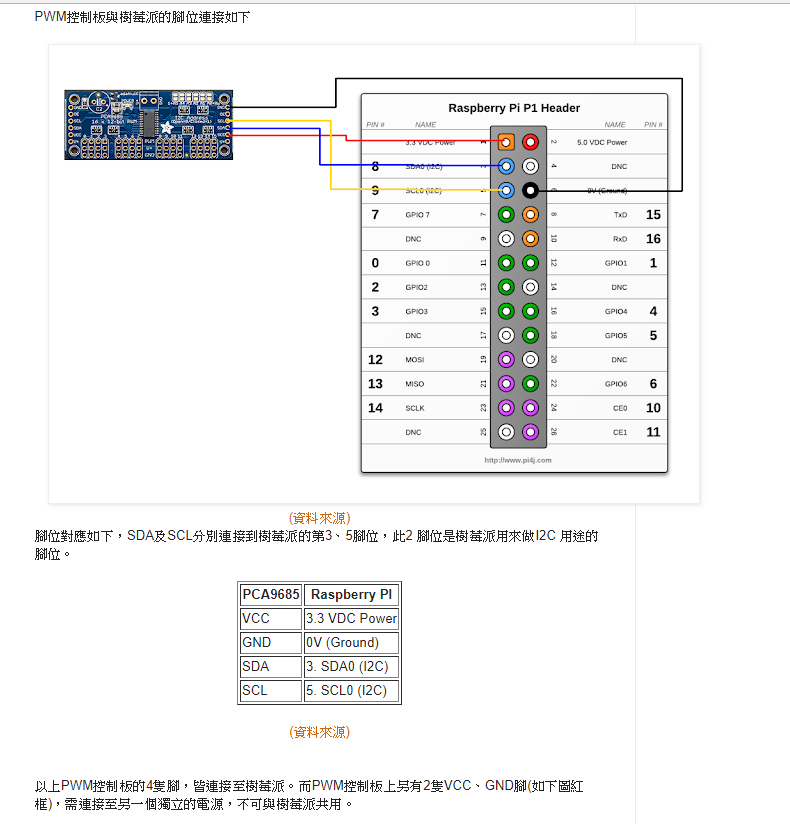 PWM控制板與樹莓派的腳位連接如下
Raspberry Pi P1 Header
PIN # NAME NAME PIN #
3.3 VDC Power 1 2 5.0 VDC Power
8 SDA0 (I2C) 3 4 DNC
9 SCL0 (I2C) 5 6 0V (Ground)
7 GPIO 7 7 8 TxD 15
DNC 9 10 RxD 16
0 GPIO 0 11 12 GPIO1 1
2 GPIO2 13 14 DNC
3 GPIO3 15 16 GPIO4 4
DNC 17 18 GPIO5 5
12 MOSI 19 20 DNC
13 MISO 21 22 GPIO6 6
14 SCLK 23 24 CE0 10
DNC 25 26 CE1 11
http://www.pi4j.com
PCA9685
16 x 12-bit PWM
I2C Address
PWM
V+
GND
(資料來源)
腳位對應如下，SDA及SCL分別連接到樹莓派的第3、5腳位，此2 腳位是樹莓派用來做I2C 用途的
腳位。
PCA9685 Raspberry PI
VCC 3.3 VDC Power
GND 0V (Ground)
SDA 3. SDA0 (I2C)
SCL 5. SCL0 (I2C)
(資料來源)
以上PWM控制板的4隻腳，皆連接至樹莓派。而PWM控制板上另有2隻VCC、GND腳(如下圖紅
框)，需連接至另一個獨立的電源，不可與樹莓派共用。